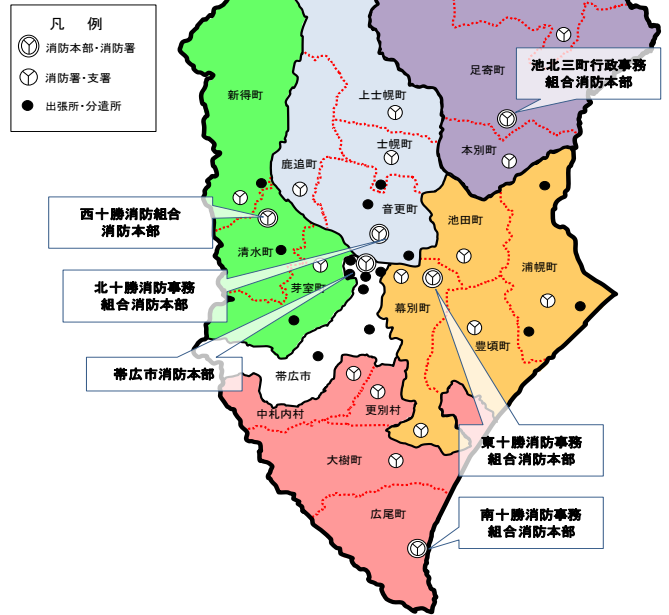 凡 例
消防本部・消防署
消防署・支署
出張所・分遣所
足寄町
池北三町行政事務
組合消防本部
新得町
上士幌町
士幌町
本別町
鹿追町
音更町
池田町
西十勝消防組合
消防本部
清水町
浦幌町
北十勝消防事務
組合消防本部
芽室町
幕別町
豊頃町
帯広市消防本部
帯広市
中札内村
更別村
東十勝消防事務
組合消防本部
大樹町
広尾町
南十勝消防事務
組合消防本部